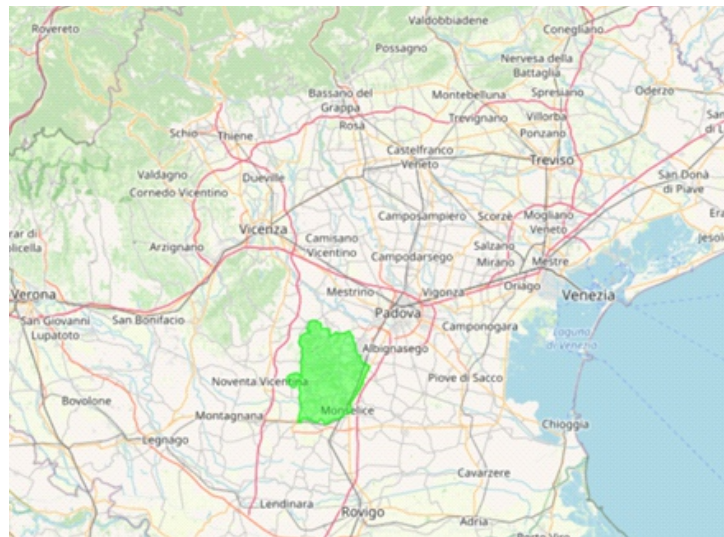 Rovereto
Valdobbiadene
Conegliano
Possagno
Nervesa della
Battaglia
Bassano del
Grappa
Montebelluna
Spresiano
Oderzo
Rosà
Trevignano
Villorba
Schio
Thiene
Ponzano
Castelfranco
Veneto
Treviso
Valdagno
Dueville
San Donà
di Piave
Cornedo Vicentino
Camposampiero
Scorzè
Mogliano
Veneto
Vicenza
Camisano
Vicentino
Salzano
Arzignano
Campodarsego
Mirano
Mestre
Mestrino
Vigonza
Oriago
Venezia
Verona
Padova
San Giovanni
Lupatoto
San Bonifacio
Camponogara
Laguna
di Venezia
Albignasego
Noventa Vicentina
Piove di Sacco
Bovolone
Montagnana
Monselice
Chioggia
Legnago
Cavarzere
Lendinara
Rovigo
Adria